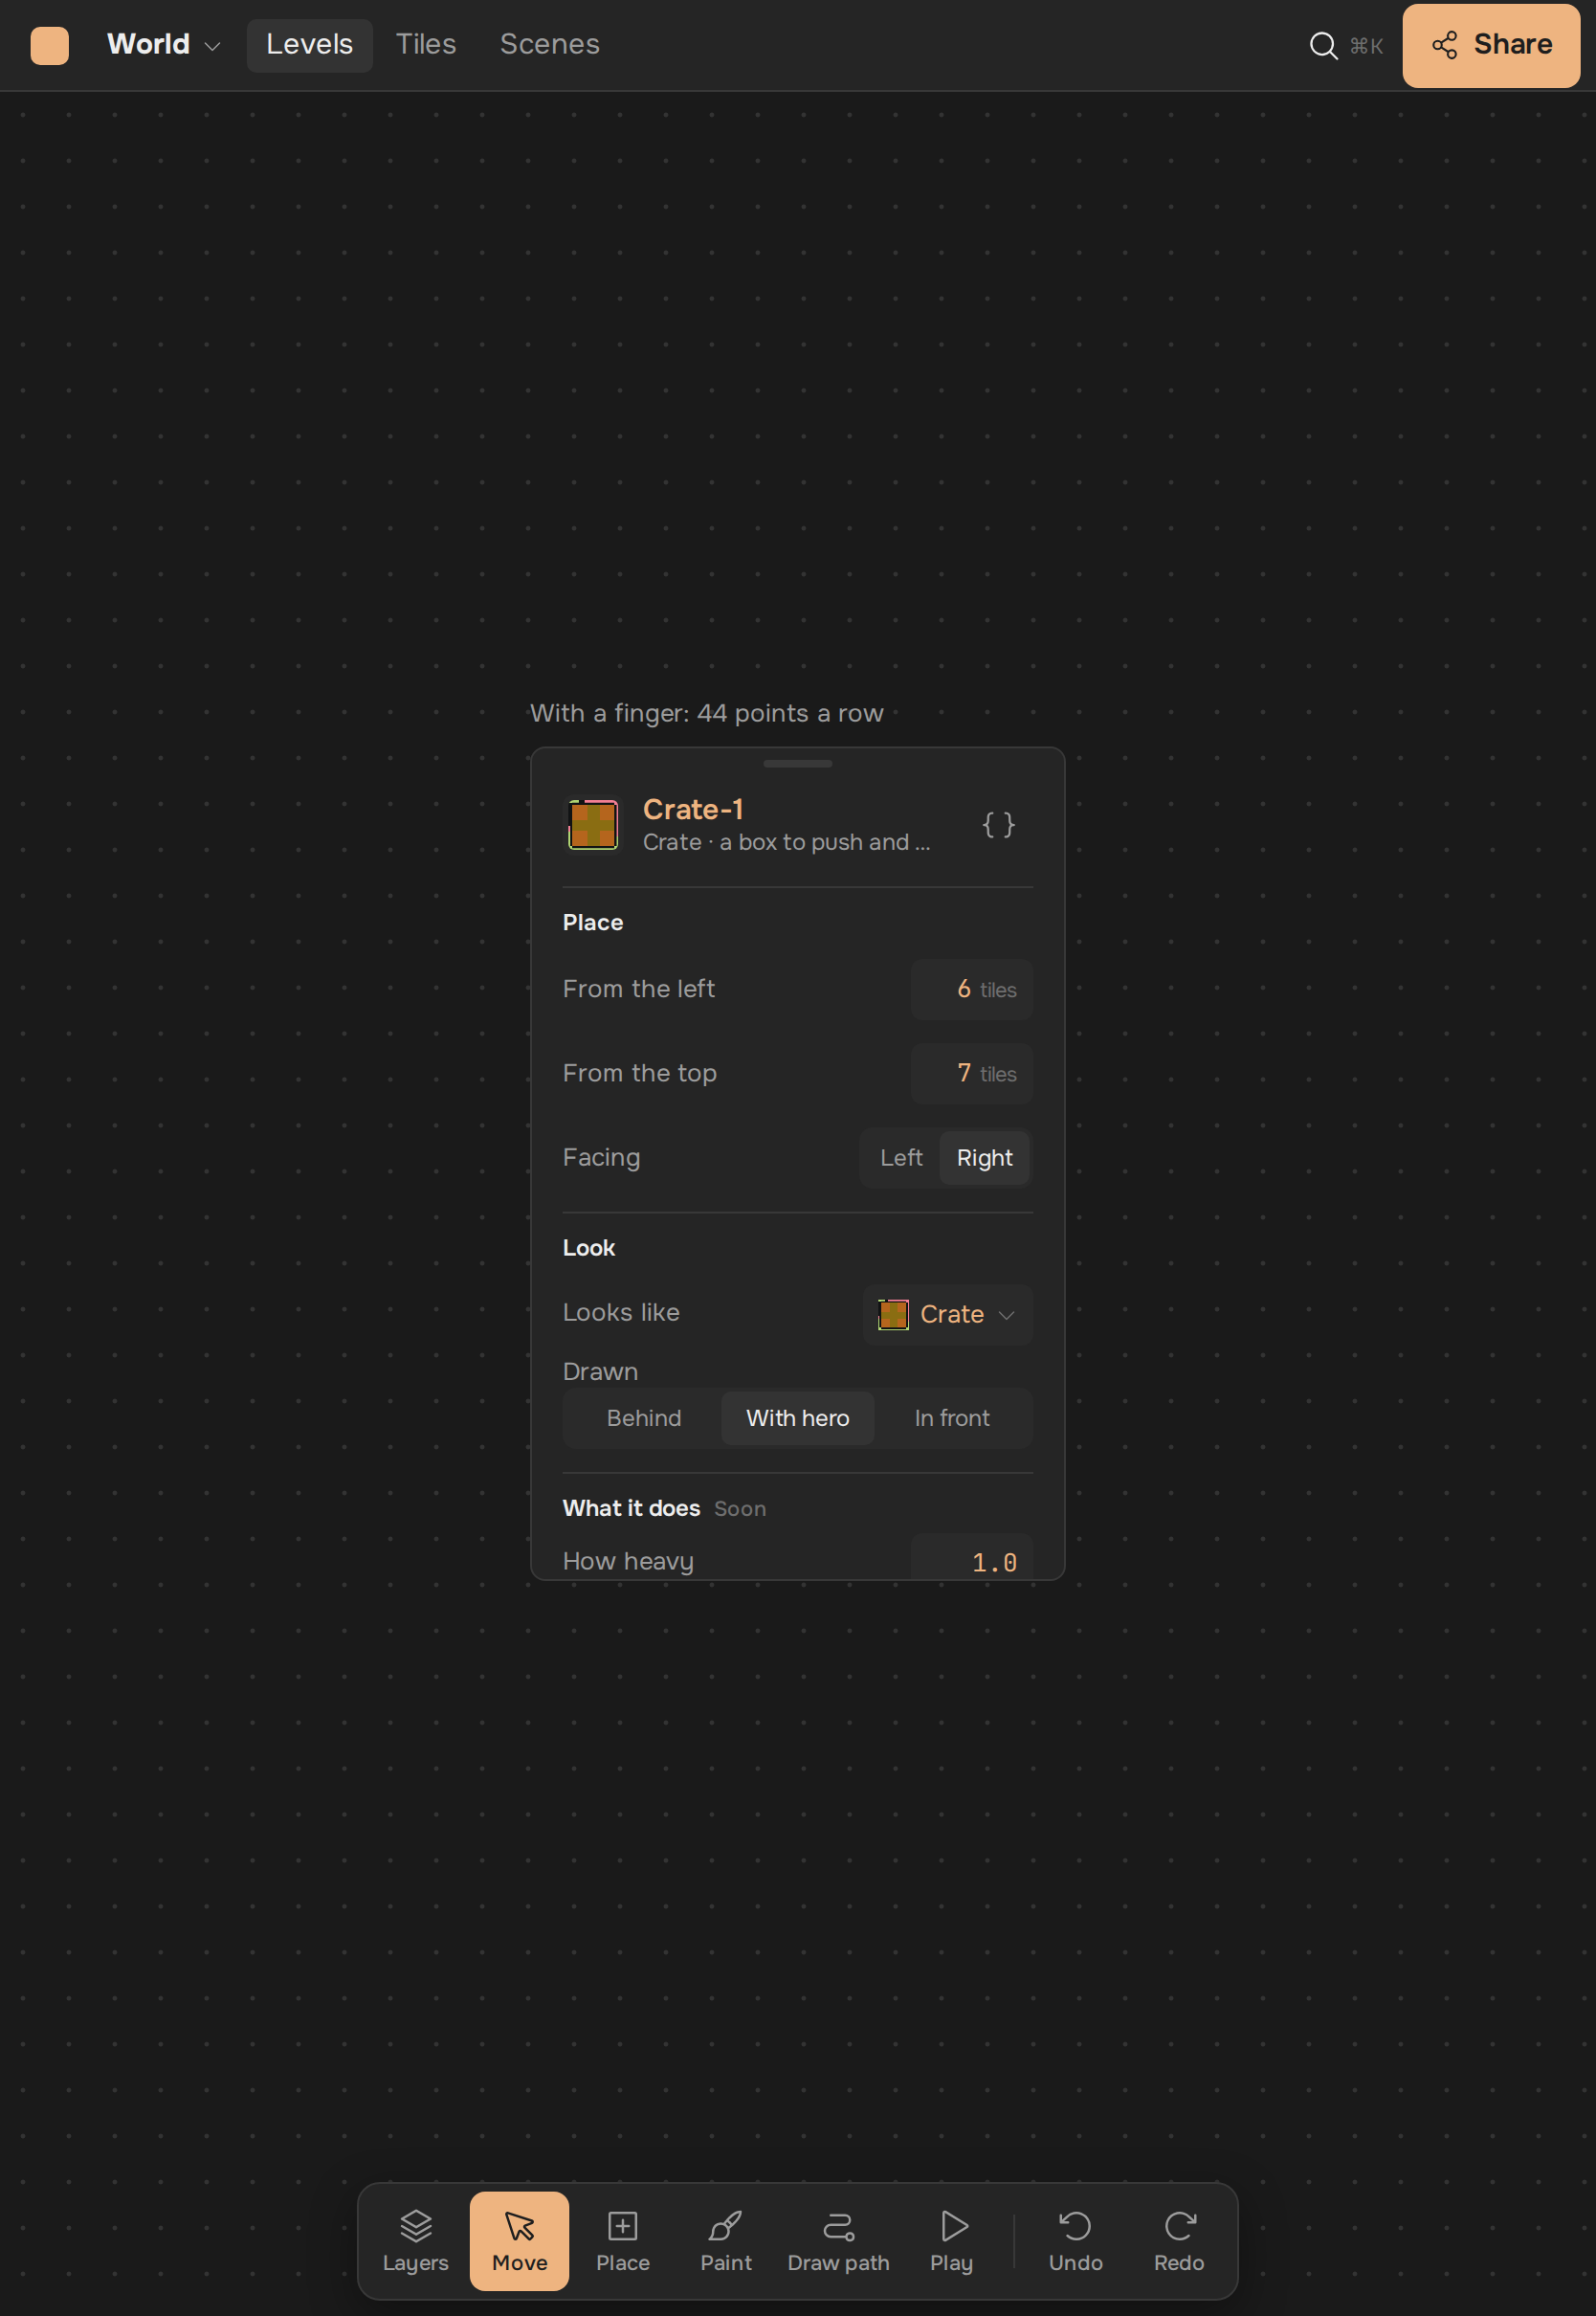 World
Levels
Tiles
Scenes
⌘K
Share
With a finger: 44 points a row
Crate-1
Crate · a box to push and ...
{ }
Place
From the left
6 tiles
From the top
7 tiles
Facing
Left
Right
Look
Looks like
Crate
Drawn
Behind
With hero
In front
What it does Soon
How heavy
1.0
Layers
Move
Place
Paint
Draw path
Play
Undo
Redo